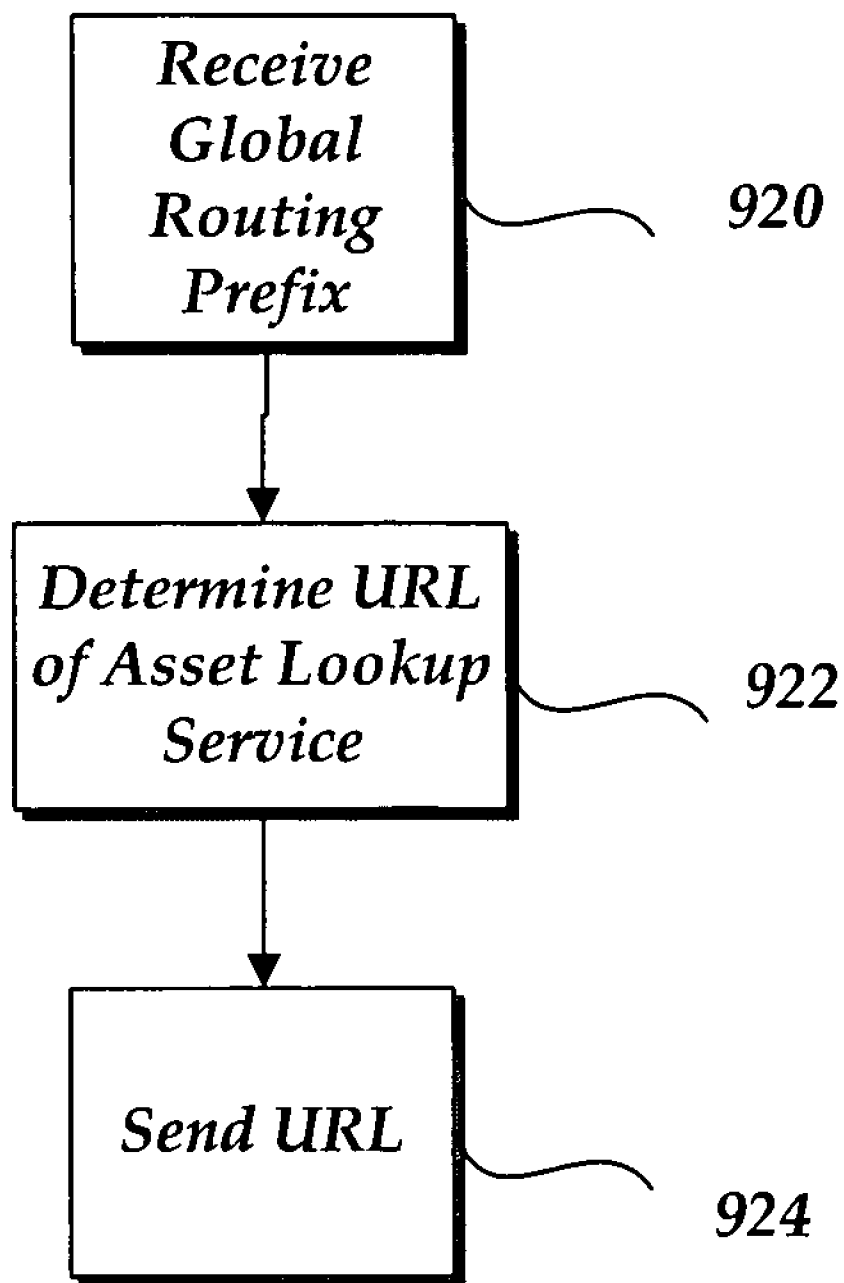 Receive
Global
Routing
Prefix
920
Determine URL
of Asset Lookup
Service
922
Send URL
924